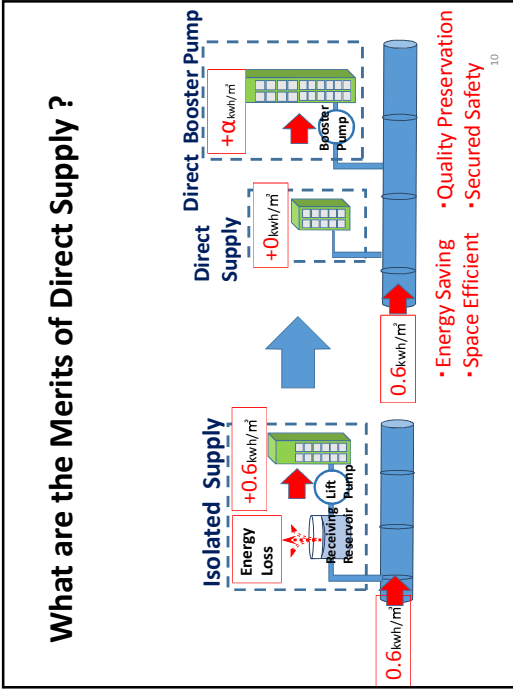 What are the Merits of Direct Supply ?
Isolated Supply
+0.6kwh/㎥
Energy
Loss
Receiving
Reservoir
Lift
Pump
0.6kwh/㎥
Direct
Supply
+0kwh/㎥
Direct Booster Pump
+αkwh/㎥
Booster
Pump
0.6kwh/㎥
・Energy Saving
・Space Efficient
・Quality Preservation
・Secured Safety
10